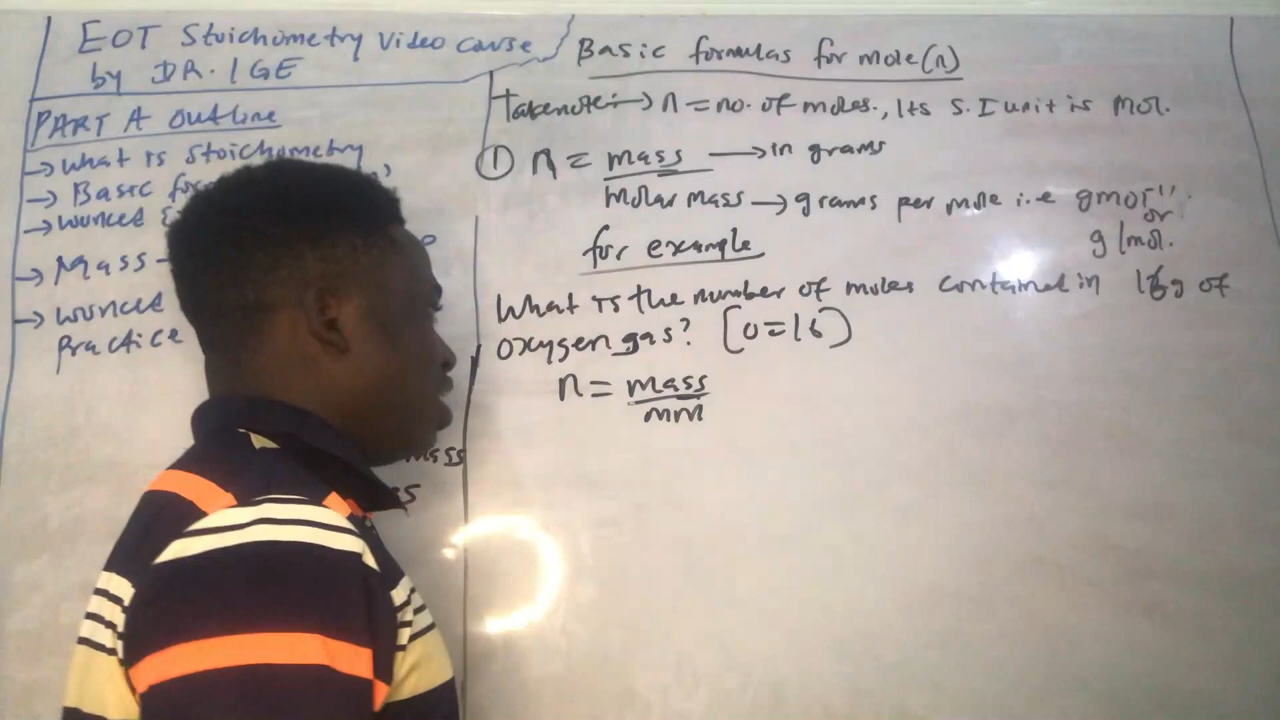 EOT Stoichometry Video Course
by DR. IGE
PART A Outline
→ What is Stoichometry
→ Basic
→ worked
→ Mass -
→ worked
Practice
mass
Basic formulas for mole(n)
Take note:→ n = no. of moles., Its S.I unit is mol.
① n = mass → in grams
molar mass → grams per mole i.e gmol⁻¹
or
g/mol.
for example
What is the number of moles contained in 16g of
oxygen gas? [O=16]
n = mass
mm